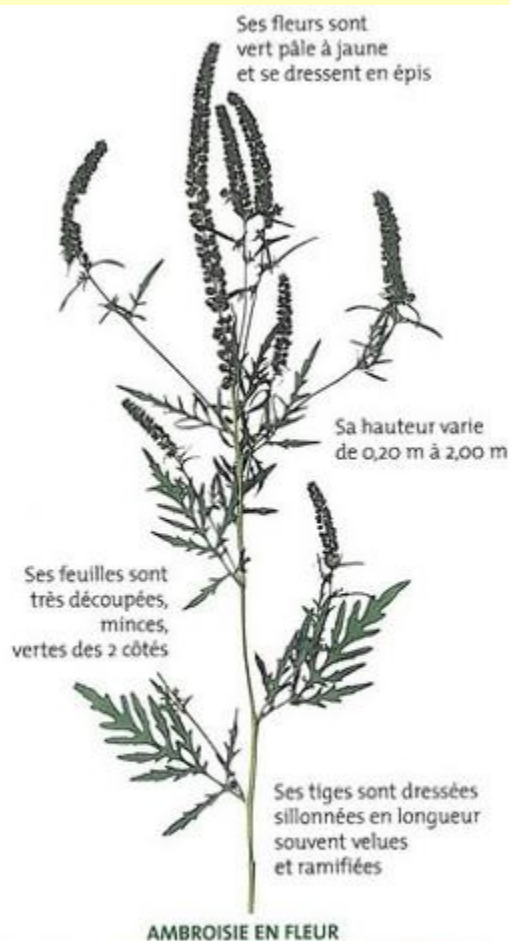 Ses fleurs sont
vert pâle à jaune
et se dressent en épis
Sa hauteur varie
de 0,20 m à 2,00 m
Ses feuilles sont
très découpées,
minces,
vertes des 2 côtés
Ses tiges sont dressées
sillonnées en longueur
souvent velues
et ramifiées
AMBROISIE EN FLEUR